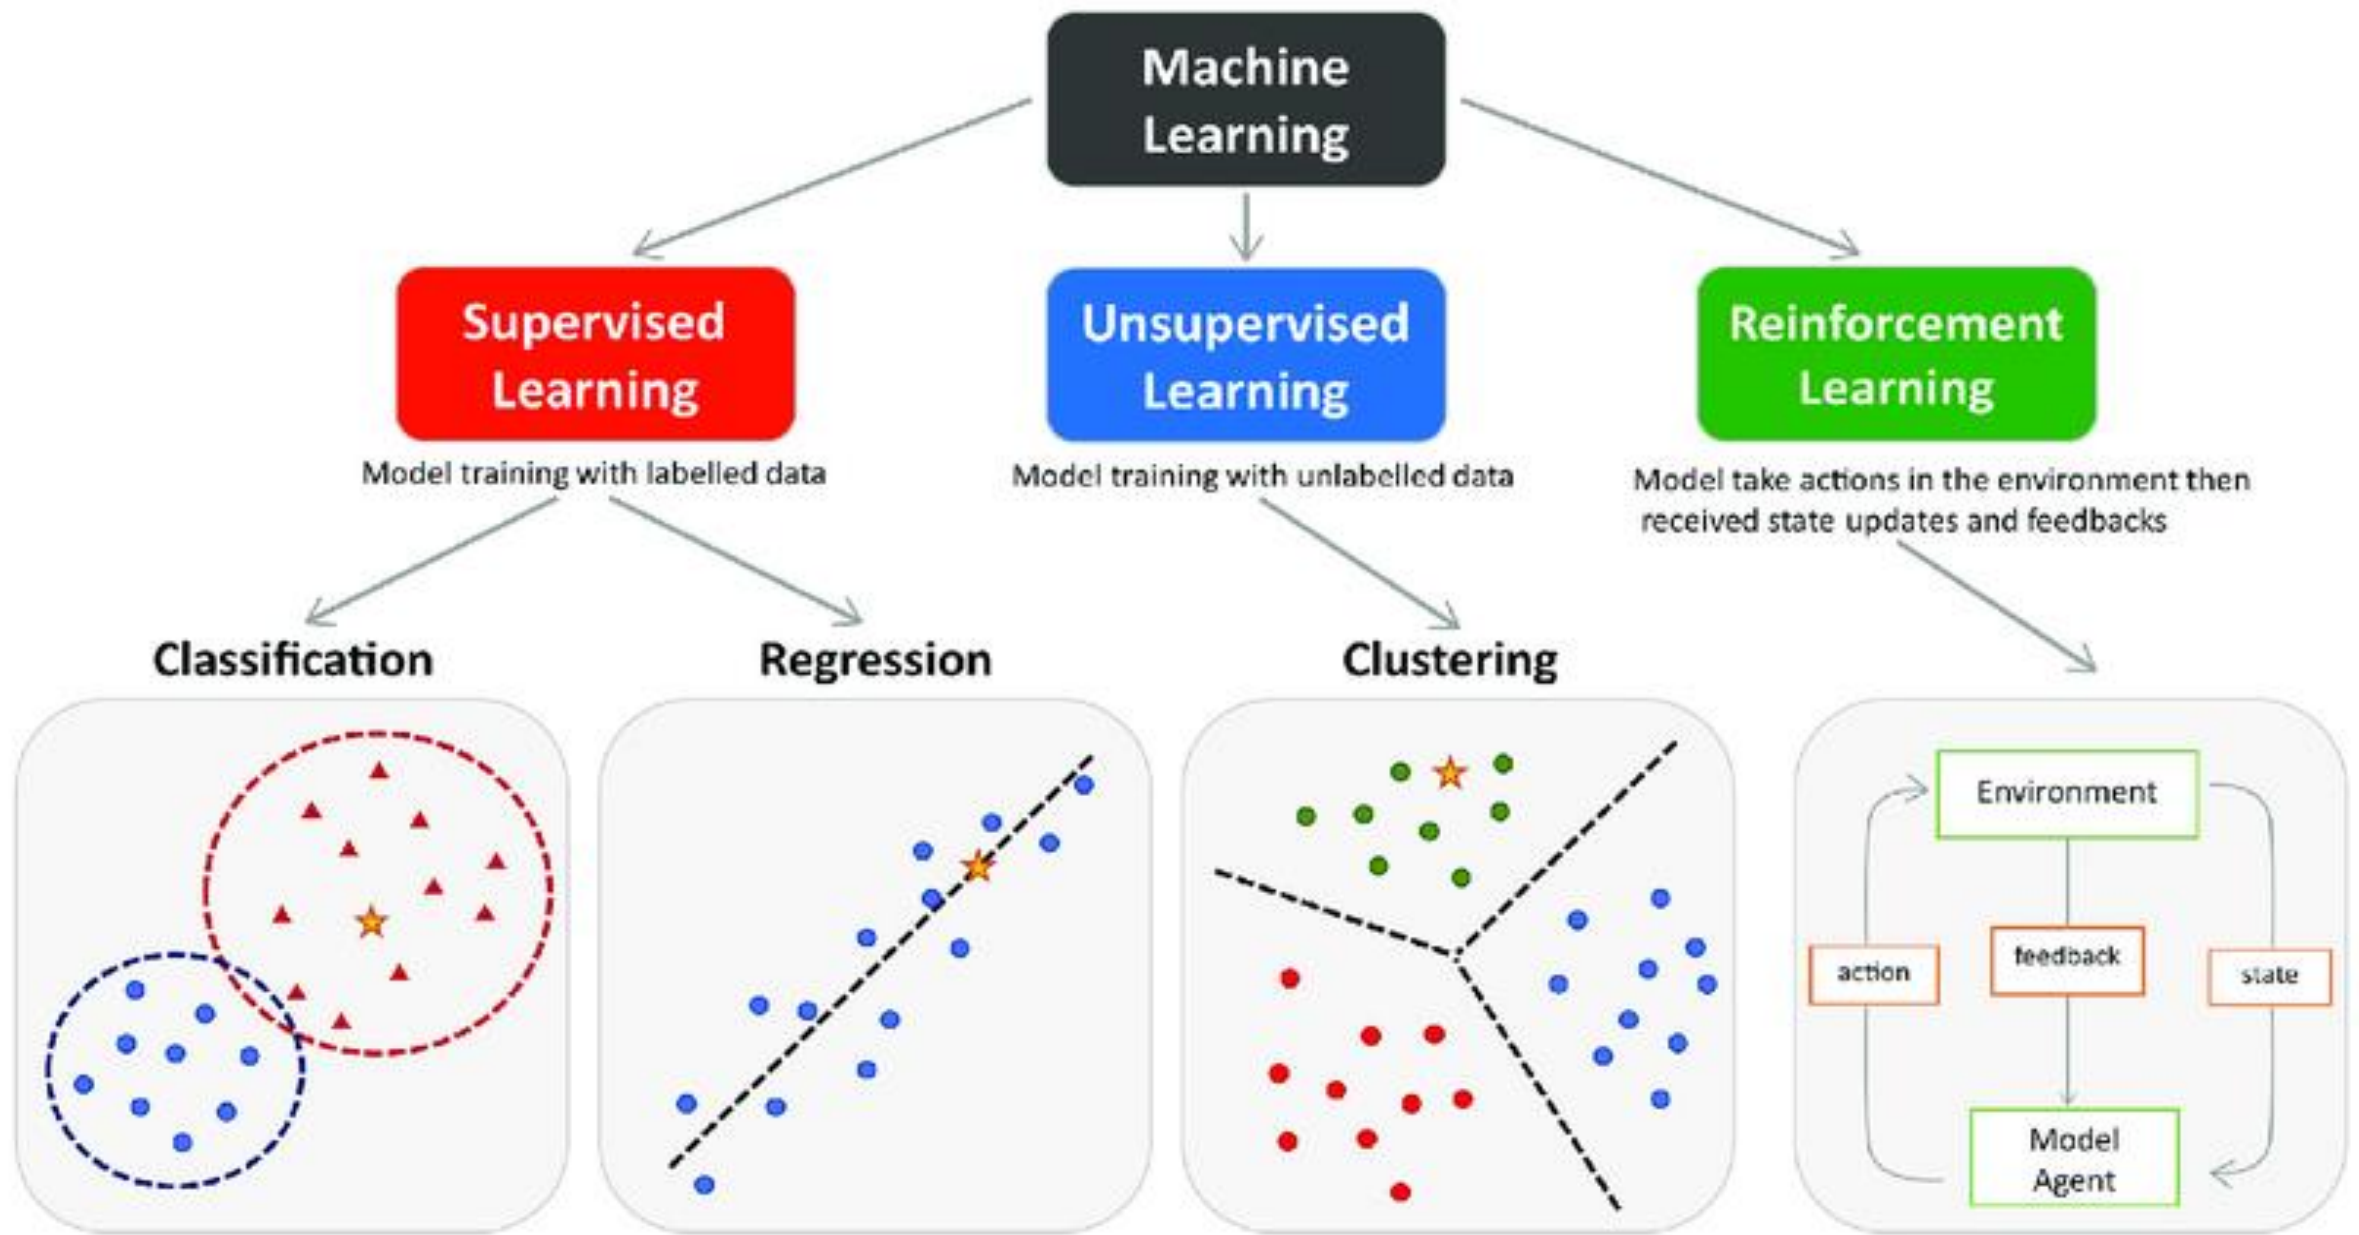 Machine
Learning
Supervised
Learning
Unsupervised
Learning
Reinforcement
Learning
Model training with labelled data
Model training with unlabelled data
Model take actions in the environment then
received state updates and feedbacks
Classification
Regression
Clustering
Environment
action
feedback
state
Model
Agent